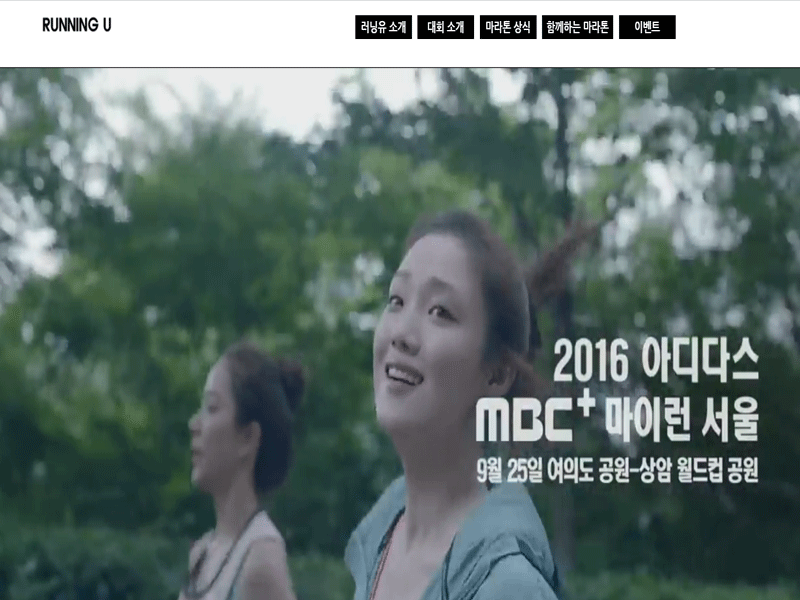 RUNNING U
러닝유 소개 대회 소개 마라톤 상식 함께하는 마라톤 이벤트
2016 아디다스
MBC+ 마이런 서울
9월 25일 여의도 공원-상암 월드컵 공원